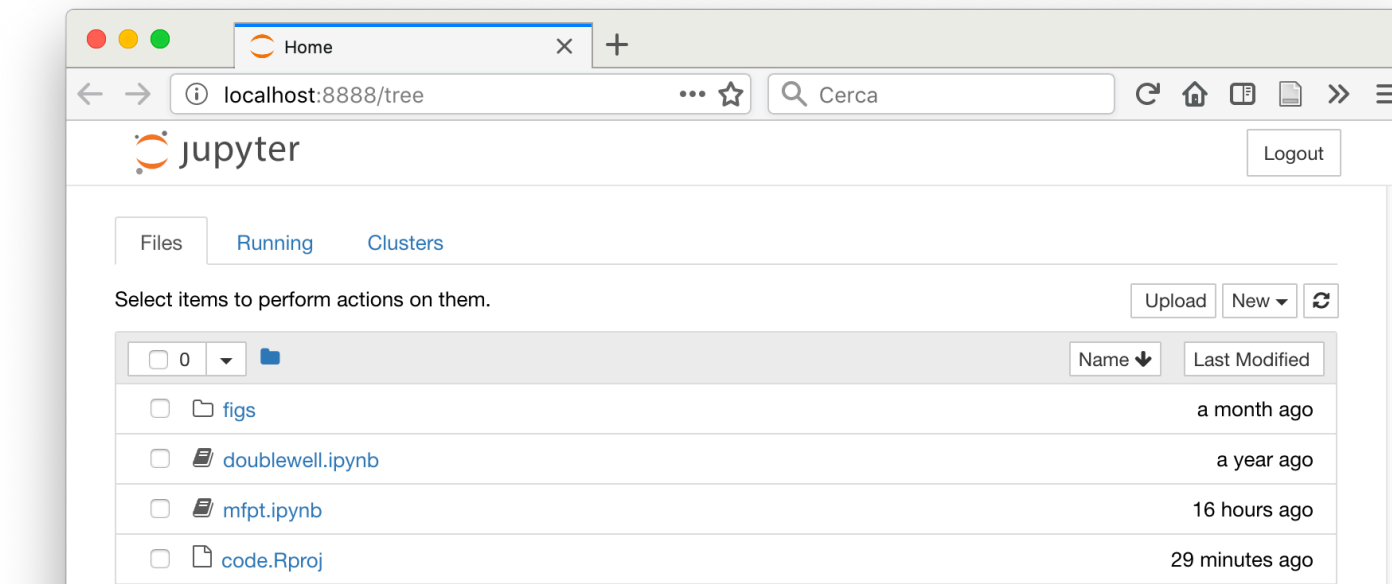 Home
localhost:8888/tree
Cerca
jupyter
Logout
Files Running Clusters
Select items to perform actions on them.
Upload New
0 Name Last Modified
figs a month ago
doublewell.ipynb a year ago
mfpt.ipynb 16 hours ago
code.Rproj 29 minutes ago